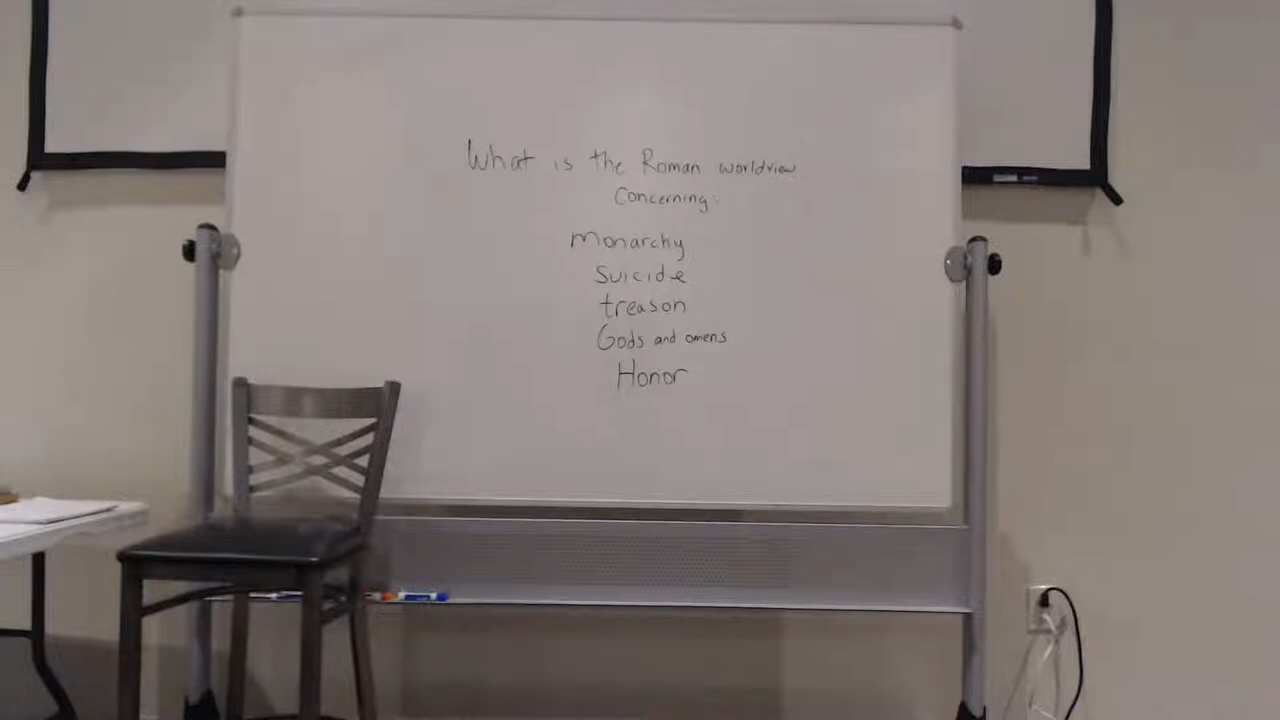 What is the Roman worldview
Concerning:
Monarchy
Suicide
treason
Gods and omens
Honor